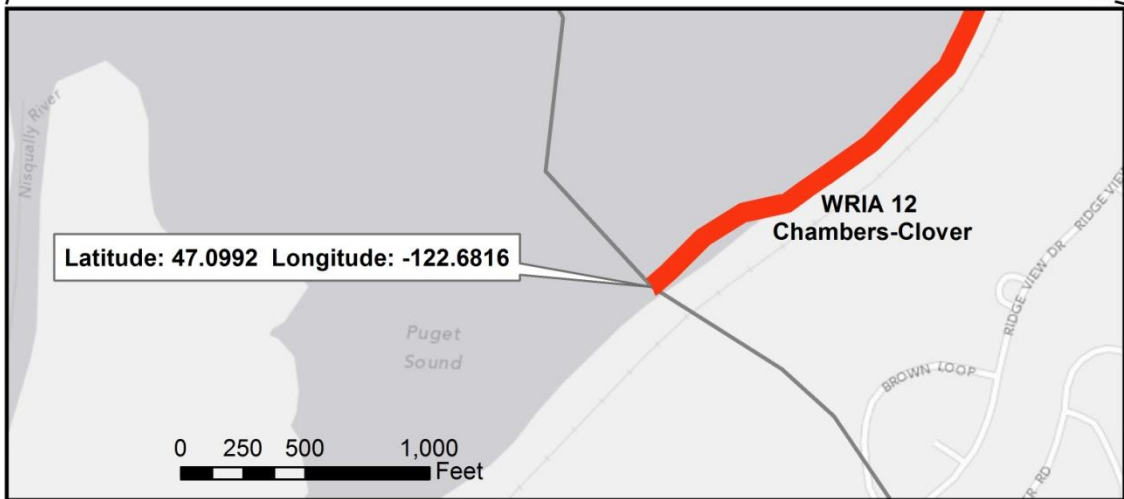 Nisqually River
RIDGE VIEW DR
RIDGE VIEW
WRIA 12
Chambers-Clover
Latitude: 47.0992 Longitude: -122.6816
Puget
Sound
BROWN LOOP
0 250 500 1,000
Feet
RD